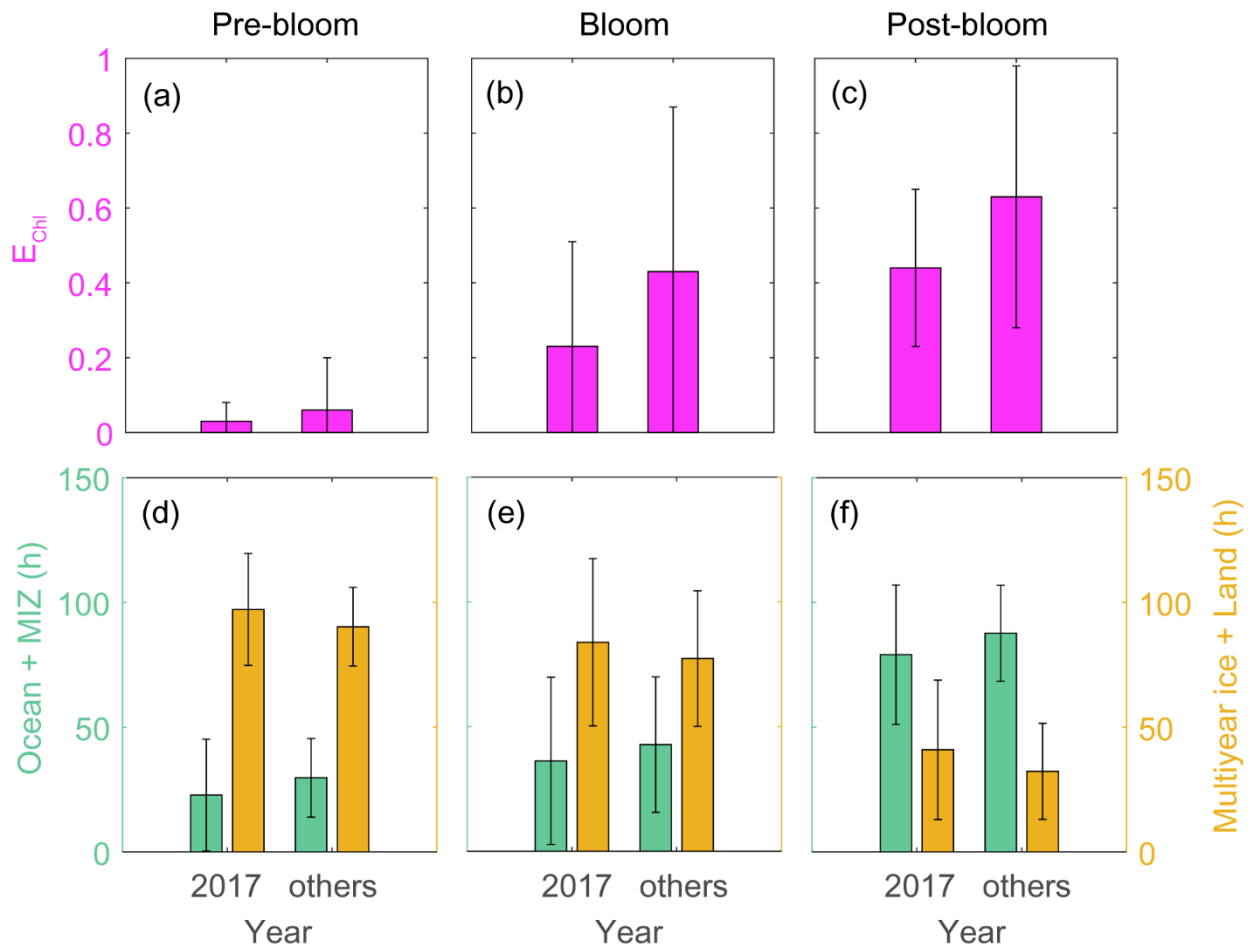 Pre-bloom Bloom Post-bloom
(a) (b) (c)
1
0.8
0.6
0.4
0.2
0
E_Chl
(d) (e) (f)
150 150
100 100
50 50
0 0
Ocean + MIZ (h)
Multiyear ice + Land (h)
2017 others 2017 others 2017 others
Year Year Year